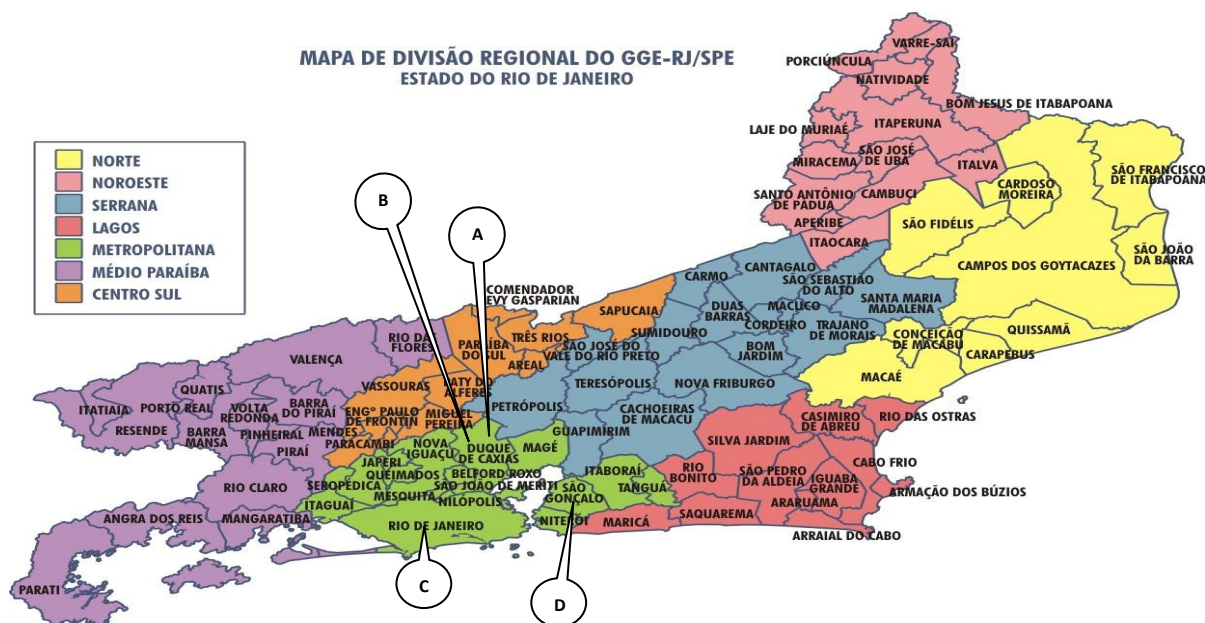 MAPA DE DIVISÃO REGIONAL DO GGE-RJ/SPE
ESTADO DO RIO DE JANEIRO
NORTE
NOROESTE
SERRANA
LAGOS
METROPOLITANA
MÉDIO PARAÍBA
CENTRO SUL
B
A
C
D
VARRE-SAI
PORCIÚNCULA
NATIVIDADE
BOM JESUS DE ITABAPOANA
ITAPERUNA
LAJE DO MURIAÉ
SÃO JOSÉ
DE UBÁ
MIRACEMA
ITALVA
SANTO ANTÔNIO
DE PÁDUA
CAMBUCI
APERIBE
ITAOCARA
CARDOSO
MOREIRA
SÃO FRANCISCO
DE ITABAPOANA
SÃO FIDÉLIS
SÃO JOÃO
DA BARRA
CAMPOS DOS GOYTACAZES
QUISSAMÃ
CONCEIÇÃO
DE MACABU
CARAPEBUS
MACAÉ
CARMO
CANTAGALO
SÃO SEBASTIÃO
DO ALTO
SANTA MARIA
MADALENA
DUAS
BARRAS
MACUCO
CORDEIRO
TRAJANO
DE MORAIS
SUMIDOURO
BOM
JARDIM
SÃO JOSÉ DO
VALE DO RIO PRETO
TERESÓPOLIS
NOVA FRIBURGO
PETRÓPOLIS
CACHOEIRAS
DE MACACU
GUAPIMIRIM
COMENDADOR
LEVY GASPARIAN
SAPUCAIA
TRÊS RIOS
PARAÍBA
DO SUL
AREAL
VASSOURAS
PATY DO
ALFERES
ENGº PAULO
DE FRONTIN
MIGUEL
PEREIRA
MENDES
PARACAMBI
RIO DAS
FLORES
VALENÇA
QUATIS
ITATIAIA
PORTO REAL
VOLTA
REDONDA
BARRA
DO PIRAÍ
RESENDE
BARRA
MANSA
PINHEIRAL
PIRAÍ
RIO CLARO
ANGRA DOS REIS
MANGARATIBA
PARATI
NOVA
IGUAÇU
DUQUE
DE CAXIAS
MAGÉ
JAPERI
QUEIMADOS
BELFORD ROXO
SEROPÉDICA
SÃO JOÃO DE MERITI
MESQUITA
NILÓPOLIS
ITAGUAÍ
RIO DE JANEIRO
ITABORAÍ
SÃO
GONÇALO
TANGUÁ
NITERÓI
RIO
BONITO
MARICÁ
SAQUAREMA
SILVA JARDIM
CASIMIRO
DE ABREU
RIO DAS OSTRAS
CABO FRIO
SÃO PEDRO
DA ALDEIA
IGUABA
GRANDE
ARARUAMA
ARMAÇÃO DOS BÚZIOS
ARRAIAL DO CABO